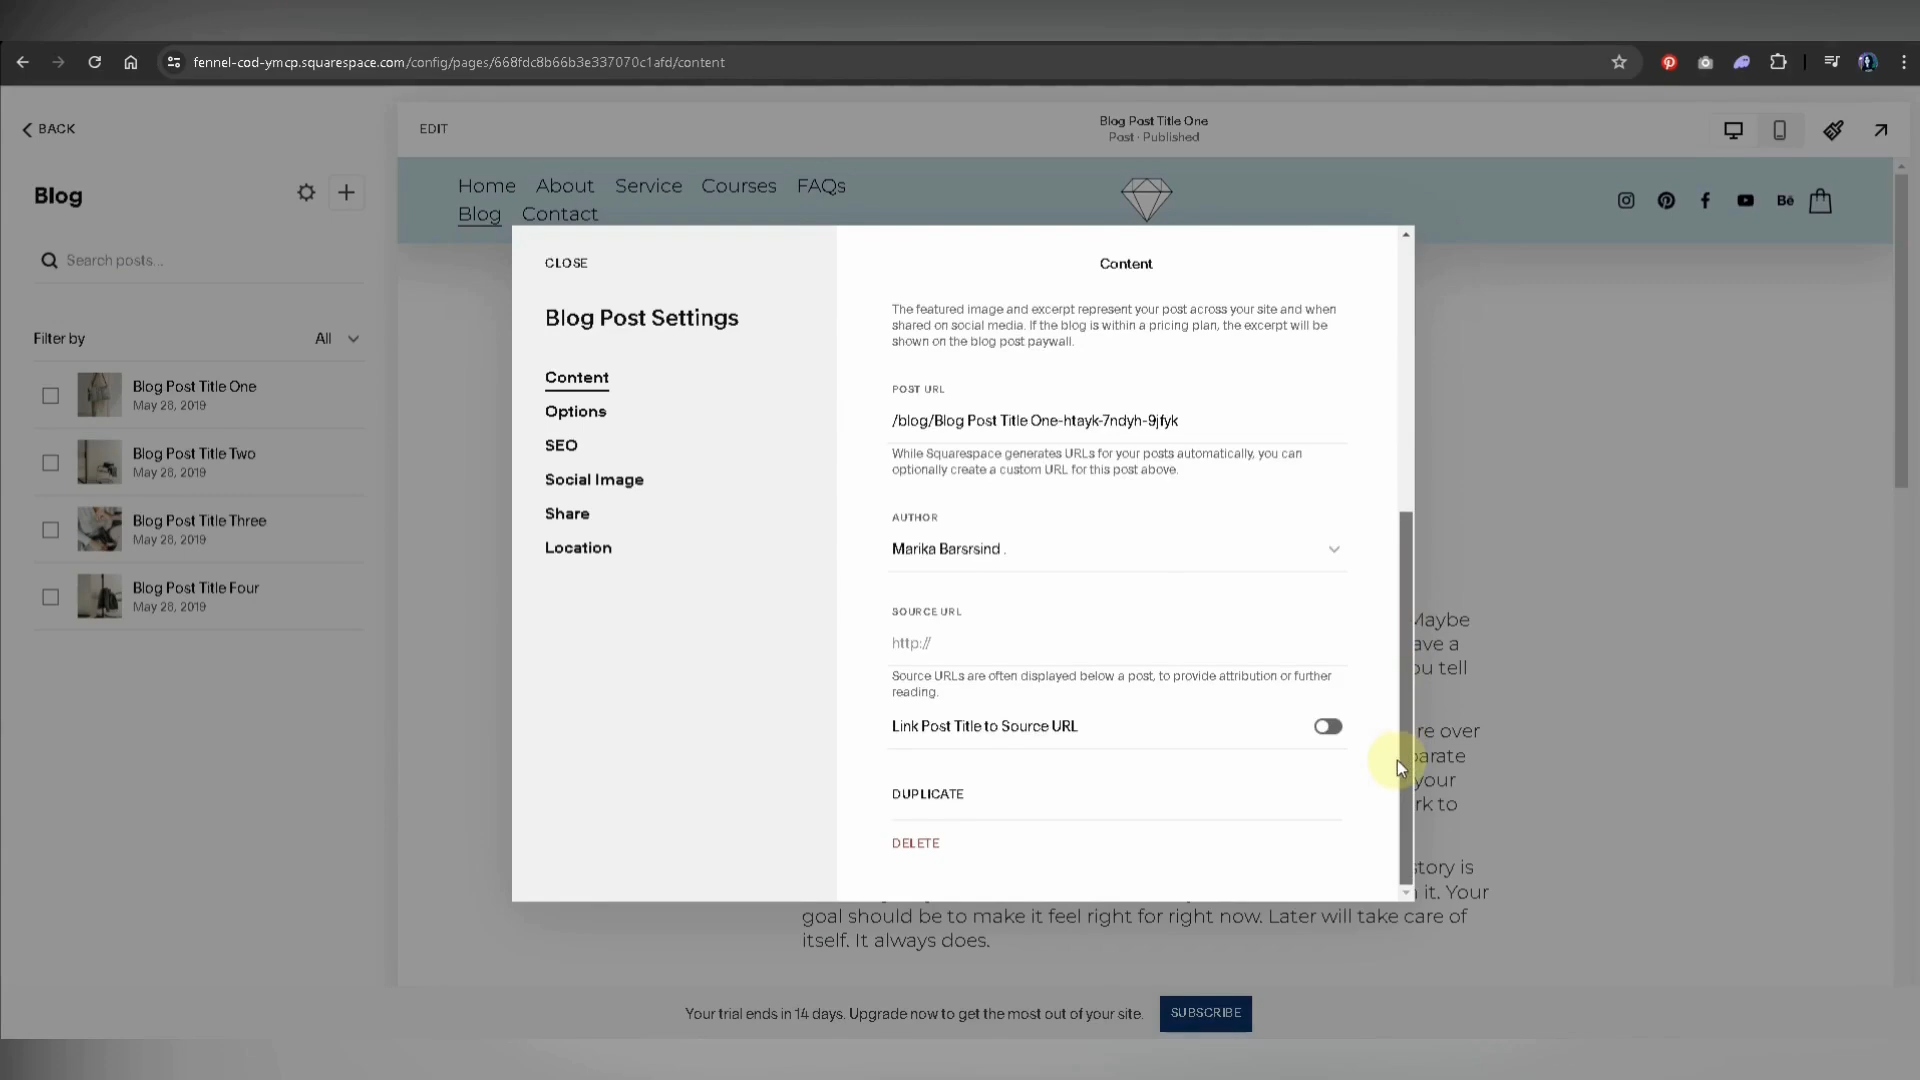 fennel-cod-ymcp.squarespace.com/config/pages/668fdc8b66b3e337070c1afd/content
BACK
EDIT
Blog Post Title One
Post · Published
Blog
Home About Service Courses FAQs
Blog Contact
Bē
Search posts...
Filter by
All
Blog Post Title One
May 28, 2019
Blog Post Title Two
May 28, 2019
Blog Post Title Three
May 28, 2019
Blog Post Title Four
May 28, 2019
CLOSE
Blog Post Settings
Content
Options
SEO
Social Image
Share
Location
Content
The featured image and excerpt represent your post across your site and when
shared on social media. If the blog is within a pricing plan, the excerpt will be
shown on the blog post paywall.
POST URL
/blog/Blog Post Title One-htayk-7ndyh-9jfyk
While Squarespace generates URLs for your posts automatically, you can
optionally create a custom URL for this post above.
AUTHOR
Marika Barsrsind .
SOURCE URL
http://
Source URLs are often displayed below a post, to provide attribution or further
reading.
Link Post Title to Source URL
DUPLICATE
DELETE
Maybe
ave a
ou tell
re over
parate
your
rk to
story is
it. Your
goal should be to make it feel right for right now. Later will take care of
itself. It always does.
Your trial ends in 14 days. Upgrade now to get the most out of your site.
SUBSCRIBE